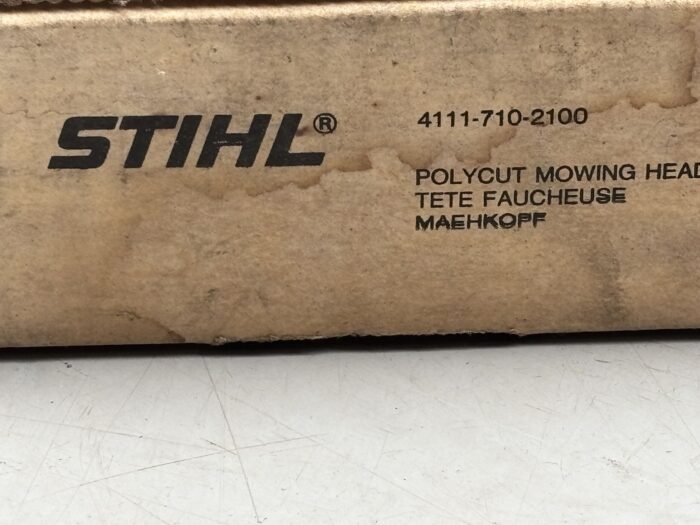 STIHL®
4111-710-2100
POLYCUT MOWING HEAD
TETE FAUCHEUSE
MAEHKOPF